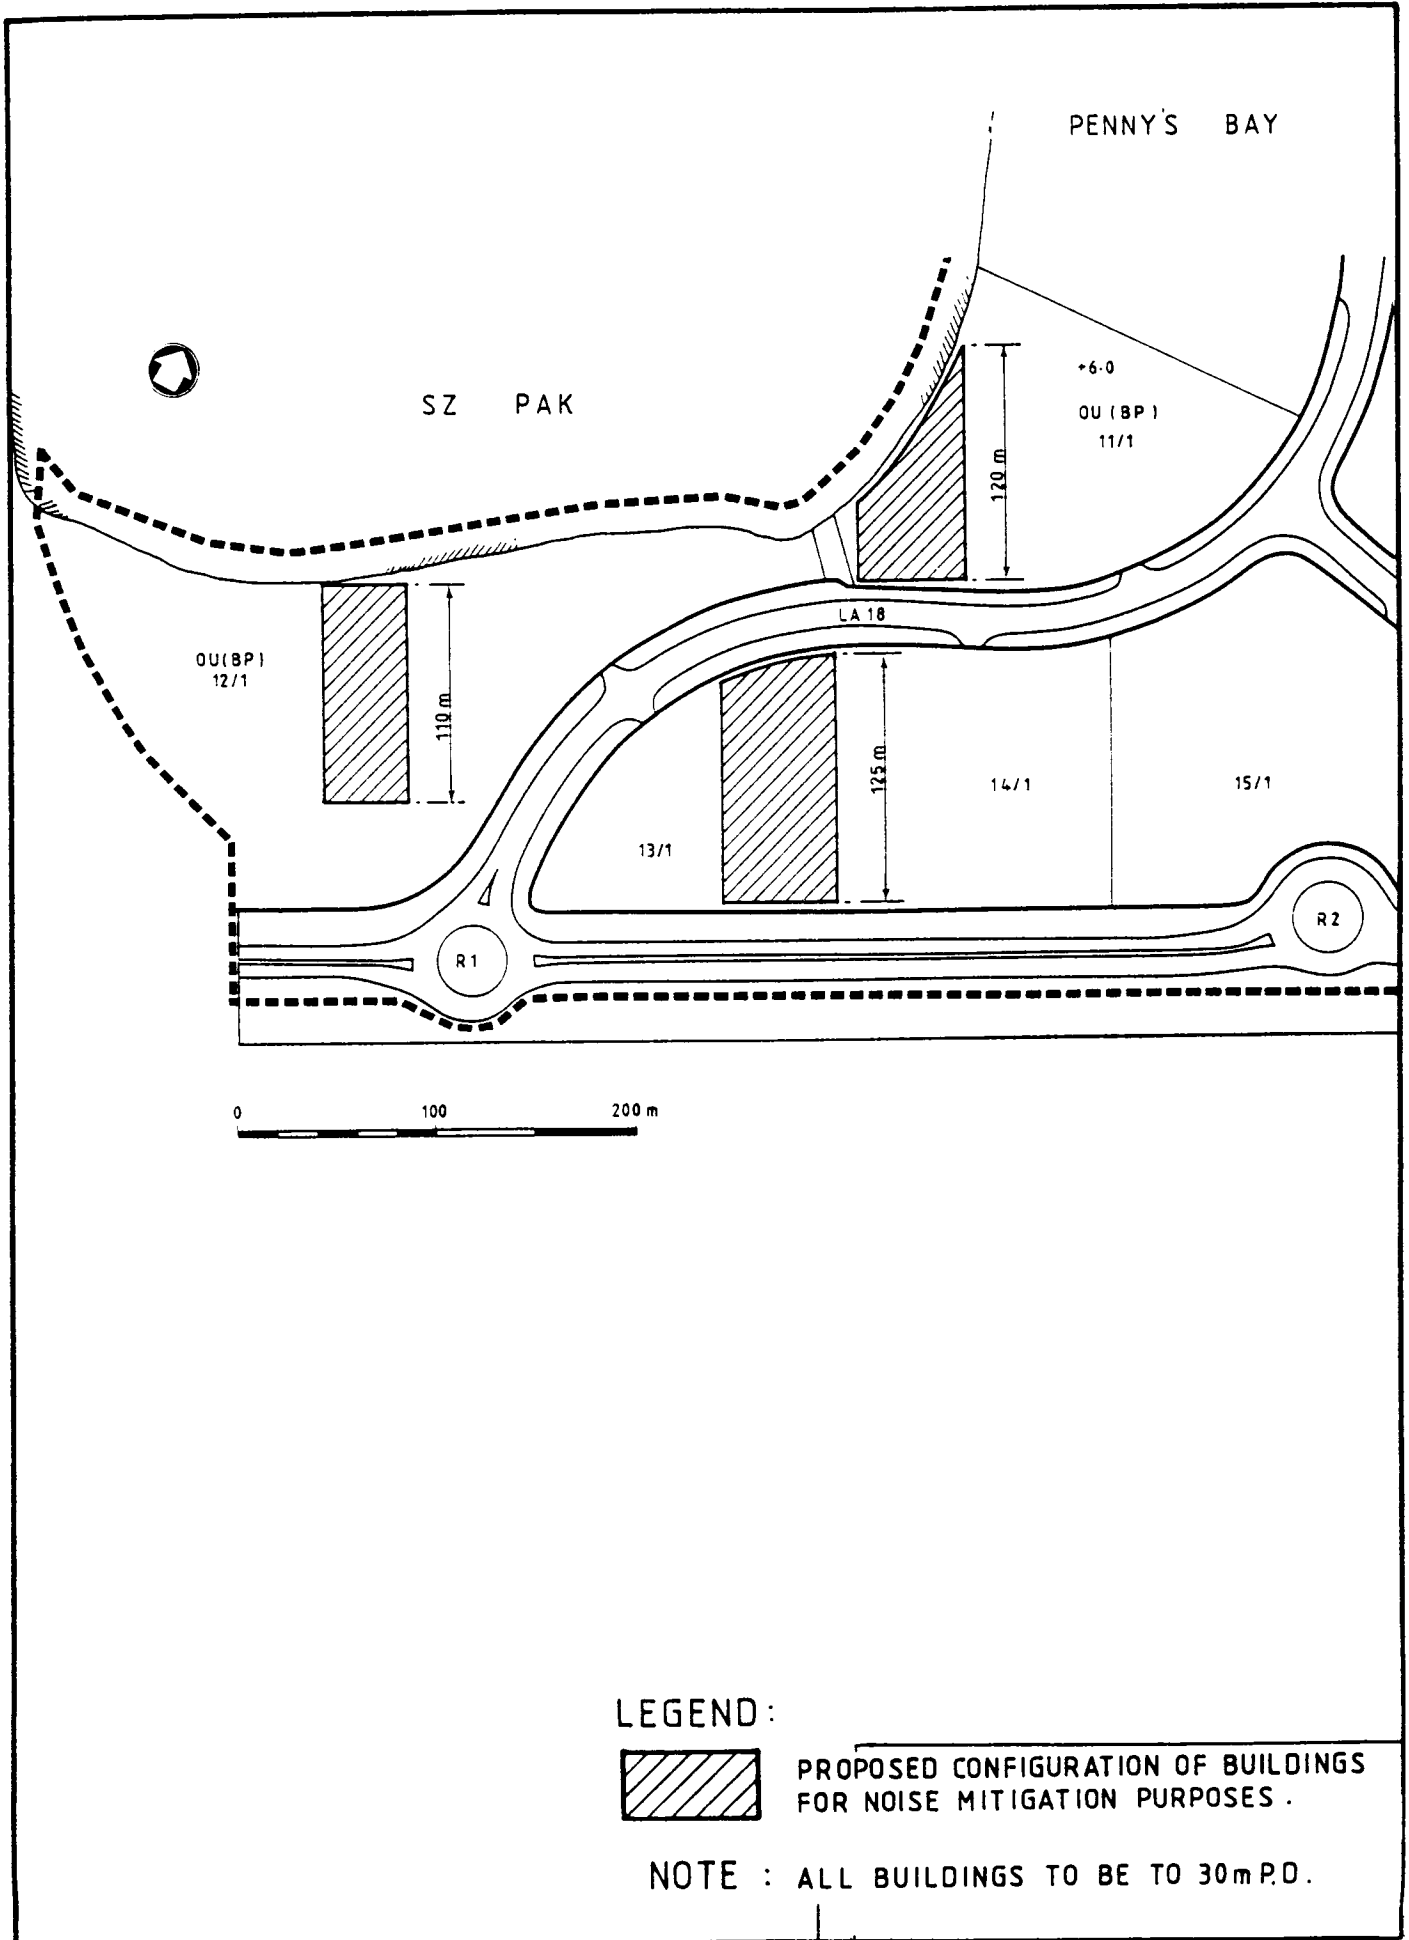 PENNY'S BAY
SZ PAK
+6.0
OU (BP)
11/1
120 m
LA 18
OU(BP)
12/1
110 m
125 m
14/1
15/1
13/1
R1
R2
0 100 200 m
LEGEND:
PROPOSED CONFIGURATION OF BUILDINGS
FOR NOISE MITIGATION PURPOSES .
NOTE : ALL BUILDINGS TO BE TO 30m P.D.